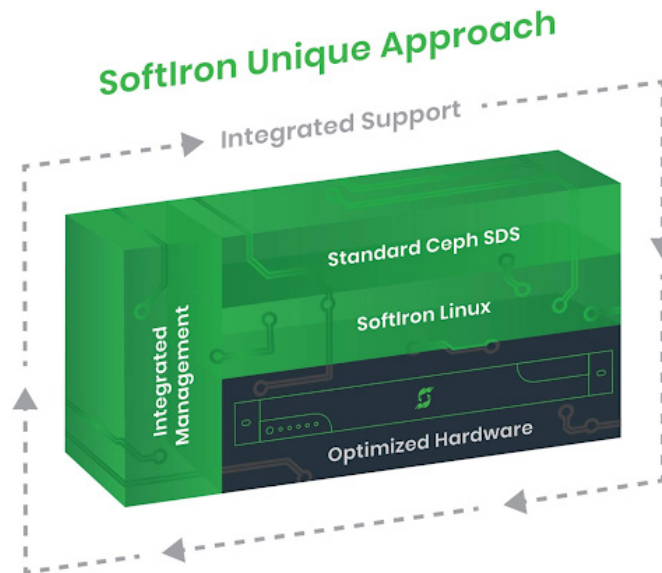 SoftIron Unique Approach
Integrated Support
Standard Ceph SDS
SoftIron Linux
Integrated
Management
Optimized Hardware